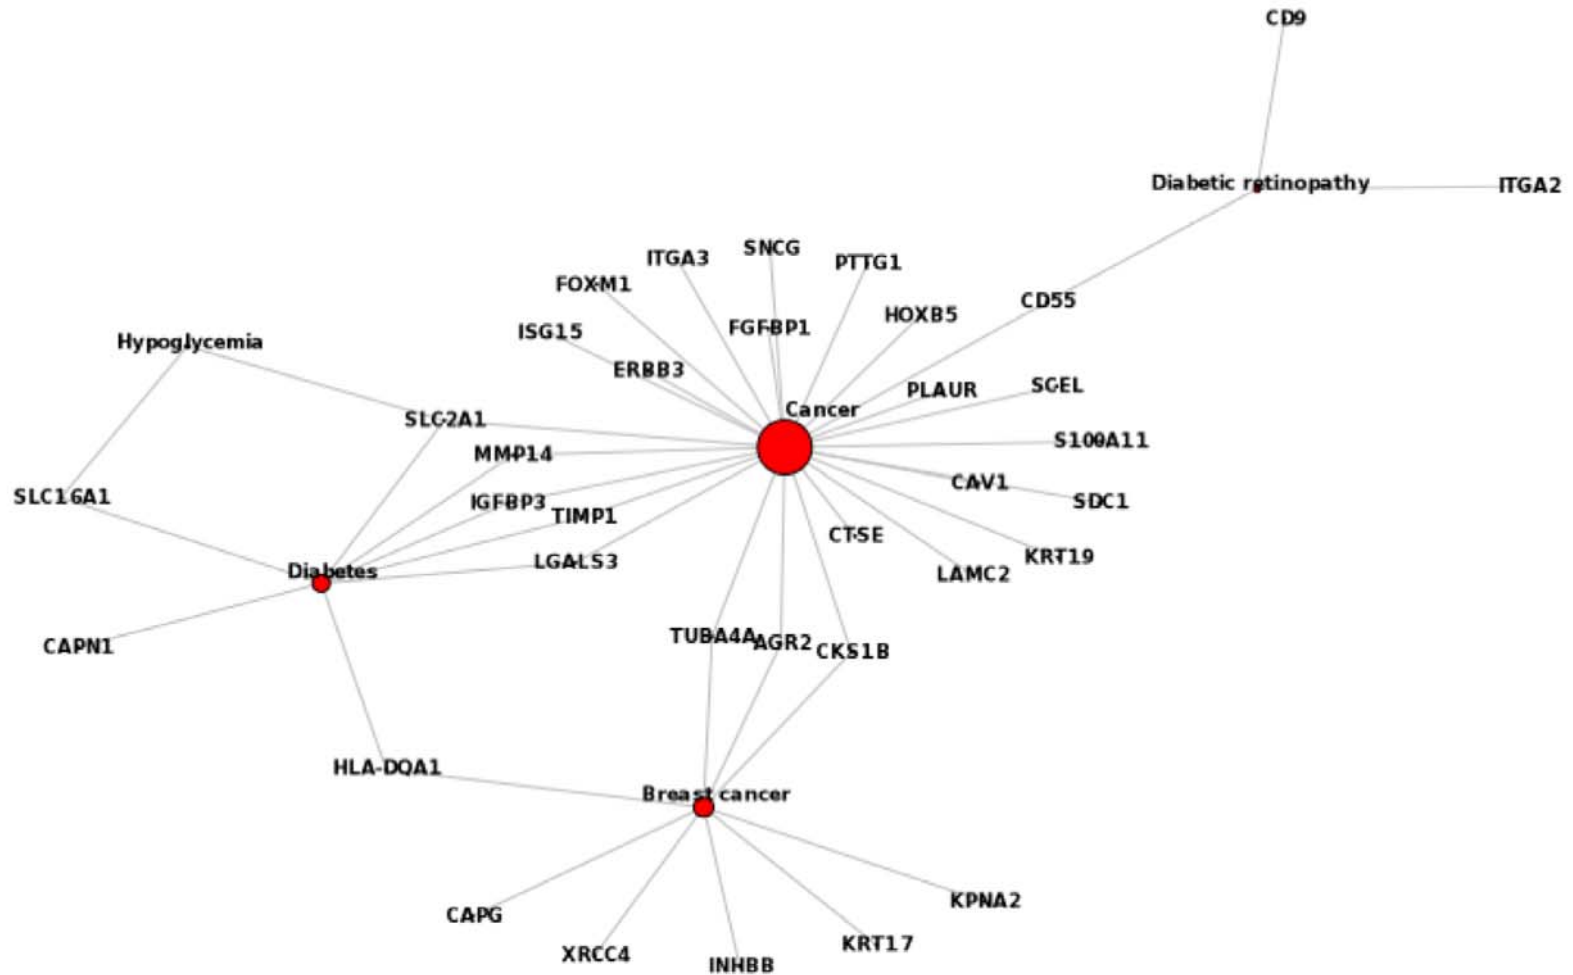 CD9
Diabetic retinopathy
ITGA2
SNCG
ITGA3
PTTG1
FOXM1
CD55
HOXB5
FGFBP1
ISG15
Hypoglycemia
ERBB3
SCEL
PLAUR
Cancer
SLC2A1
S100A11
MMP14
CAV1
SLC16A1
SDC1
IGFBP3
TIMP1
CTSE
KRT19
LGALS3
Diabetes
LAMC2
TUBA4A
AGR2
CAPN1
CKS1B
HLA-DQA1
Breast cancer
KPNA2
CAPG
KRT17
XRCC4
INHBB